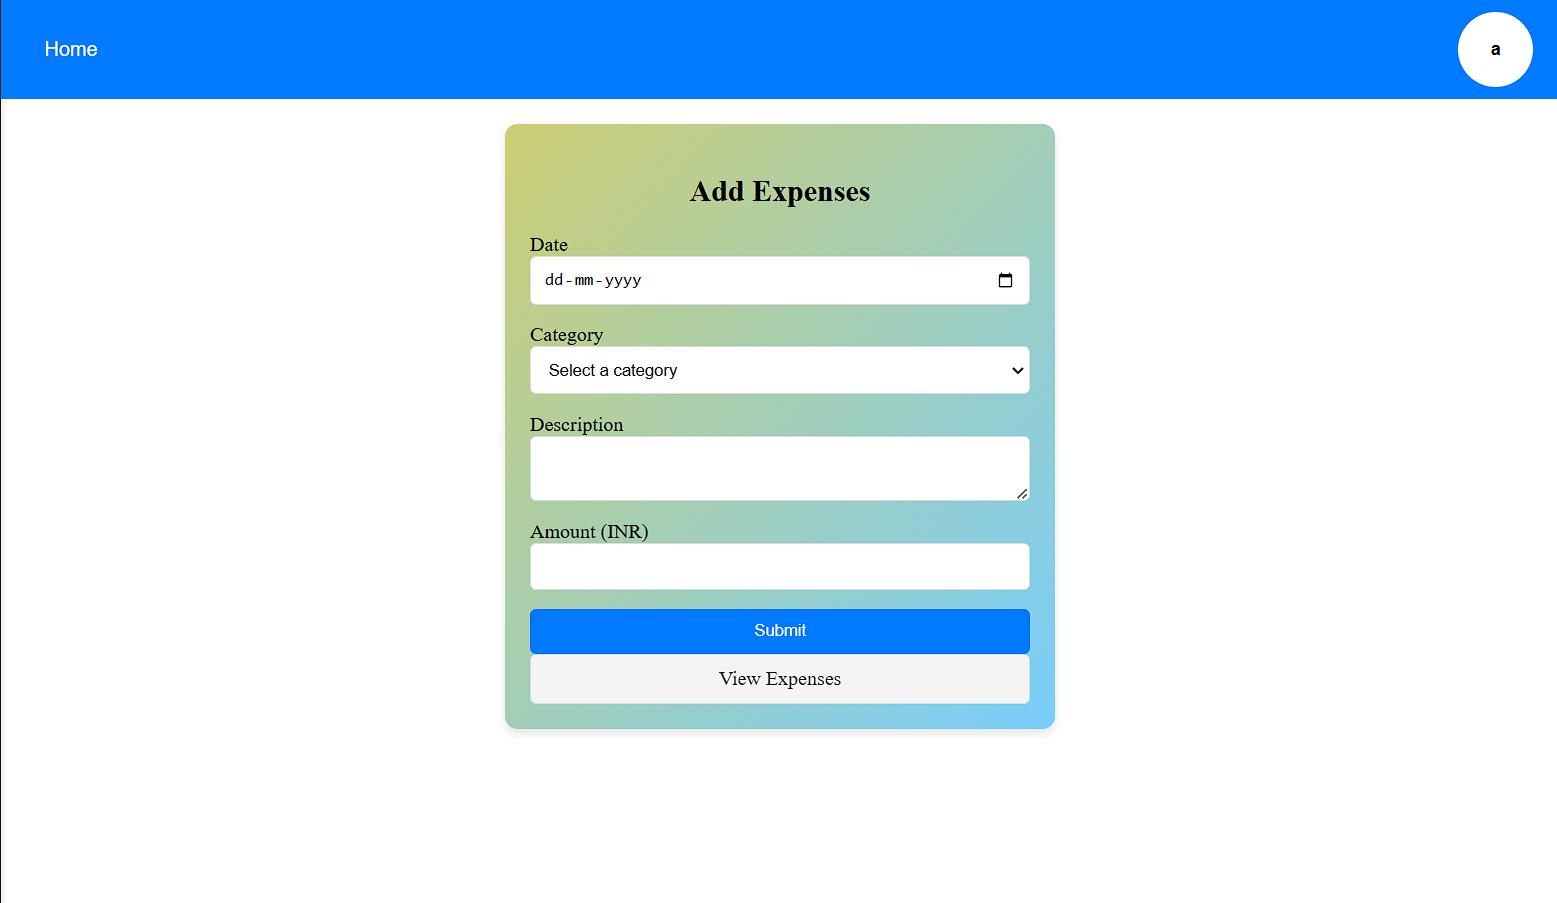 Home
a
Add Expenses
Date
dd-mm-yyyy
Category
Select a category
Description
Amount (INR)
Submit
View Expenses